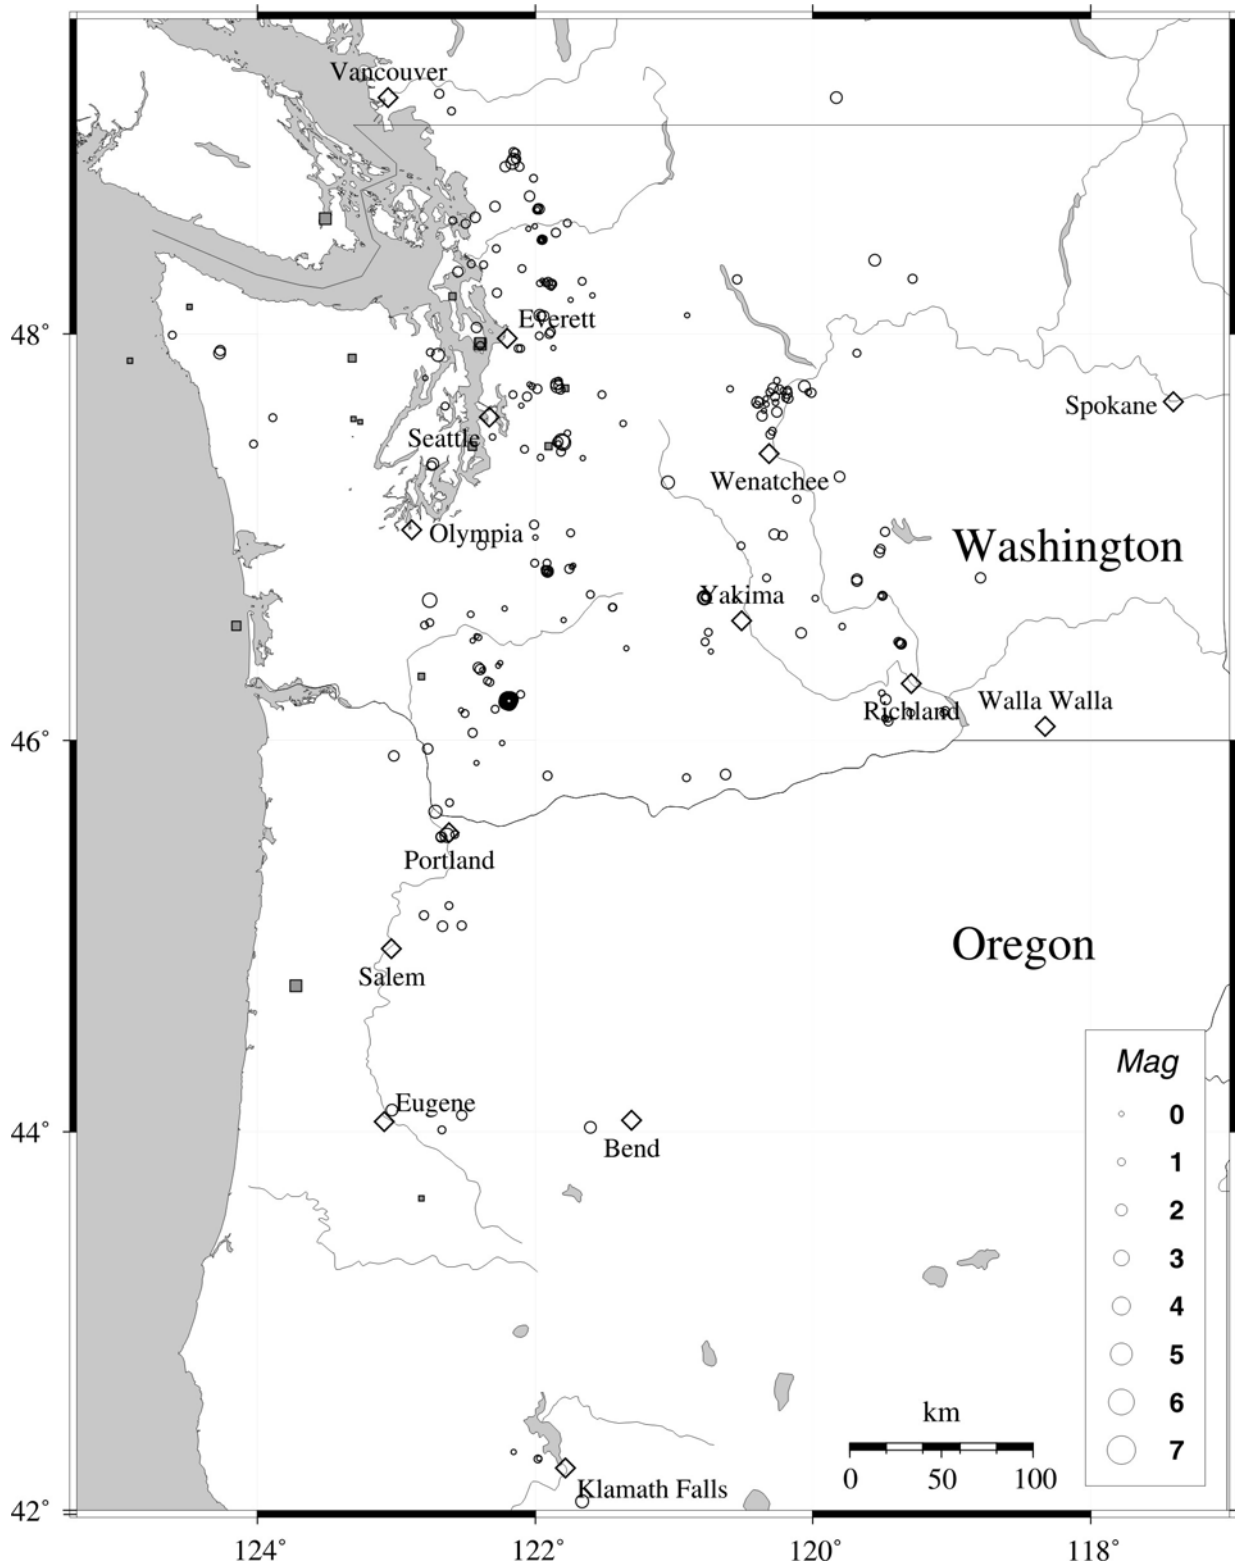 Vancouver
48°
Everett
Spokane
Seattle
Wenatchee
Olympia
Washington
Yakima
Walla Walla
Richland
46°
Portland
Oregon
Salem
Mag
0
1
2
3
4
5
6
7
Eugene
44°
Bend
km
0 50 100
Klamath Falls
42°
124° 122° 120° 118°